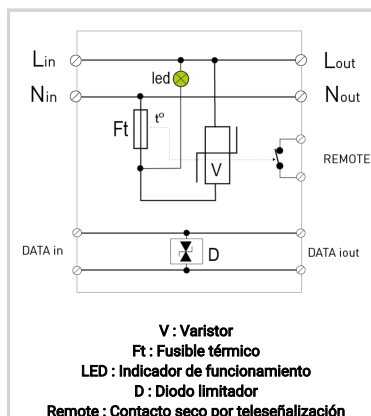 Lin
Lout
led
Nin
Nout
Ft
tº
V
REMOTE
DATA in
D
DATA iout
V : Varistor
Ft : Fusible térmico
LED : Indicador de funcionamiento
D : Diodo limitador
Remote : Contacto seco por teleseñalización